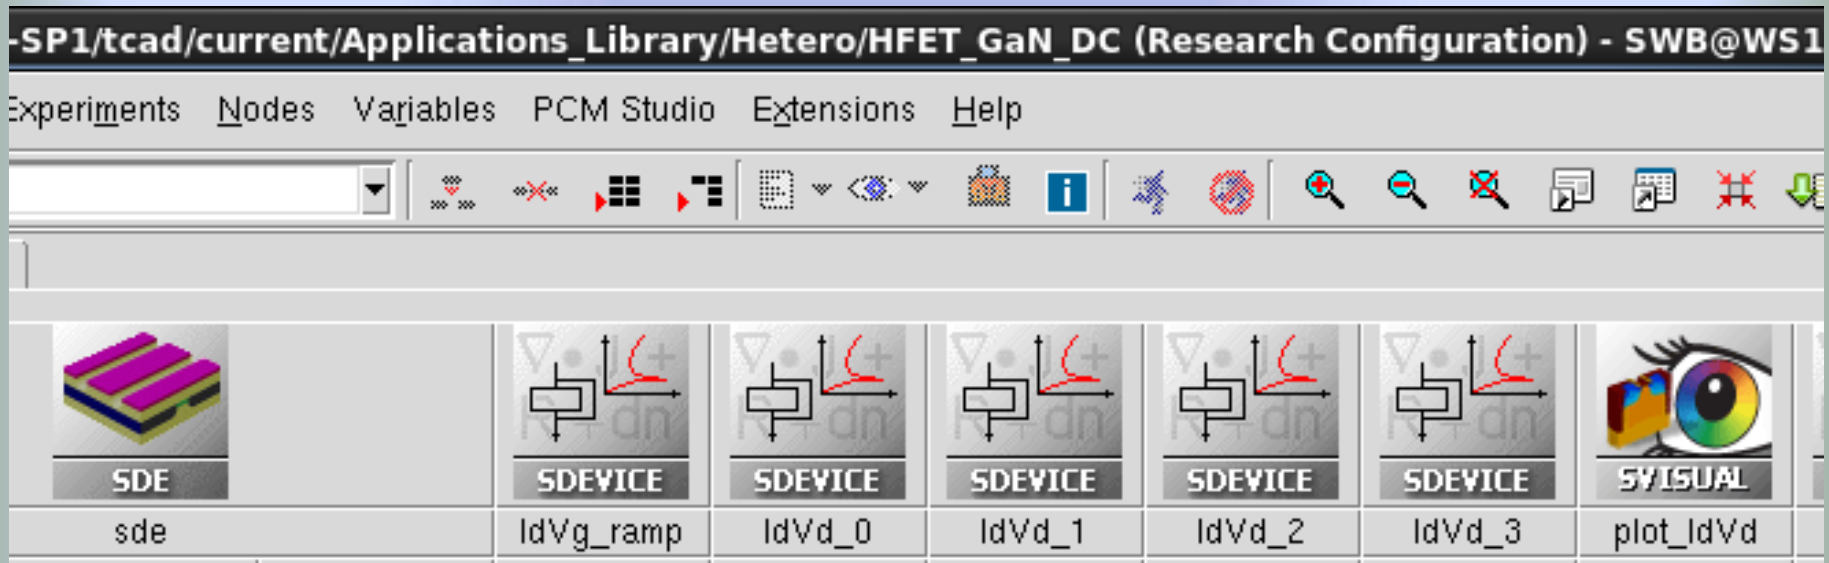 -SP1/tcad/current/Applications_Library/Hetero/HFET_GaN_DC (Research Configuration) - SWB@WS1
Experiments Nodes Variables PCM Studio Extensions Help
i
SDE SDEVICE SDEVICE SDEVICE SDEVICE SDEVICE SVISUAL
sde IdVg_ramp IdVd_0 IdVd_1 IdVd_2 IdVd_3 plot_IdVd